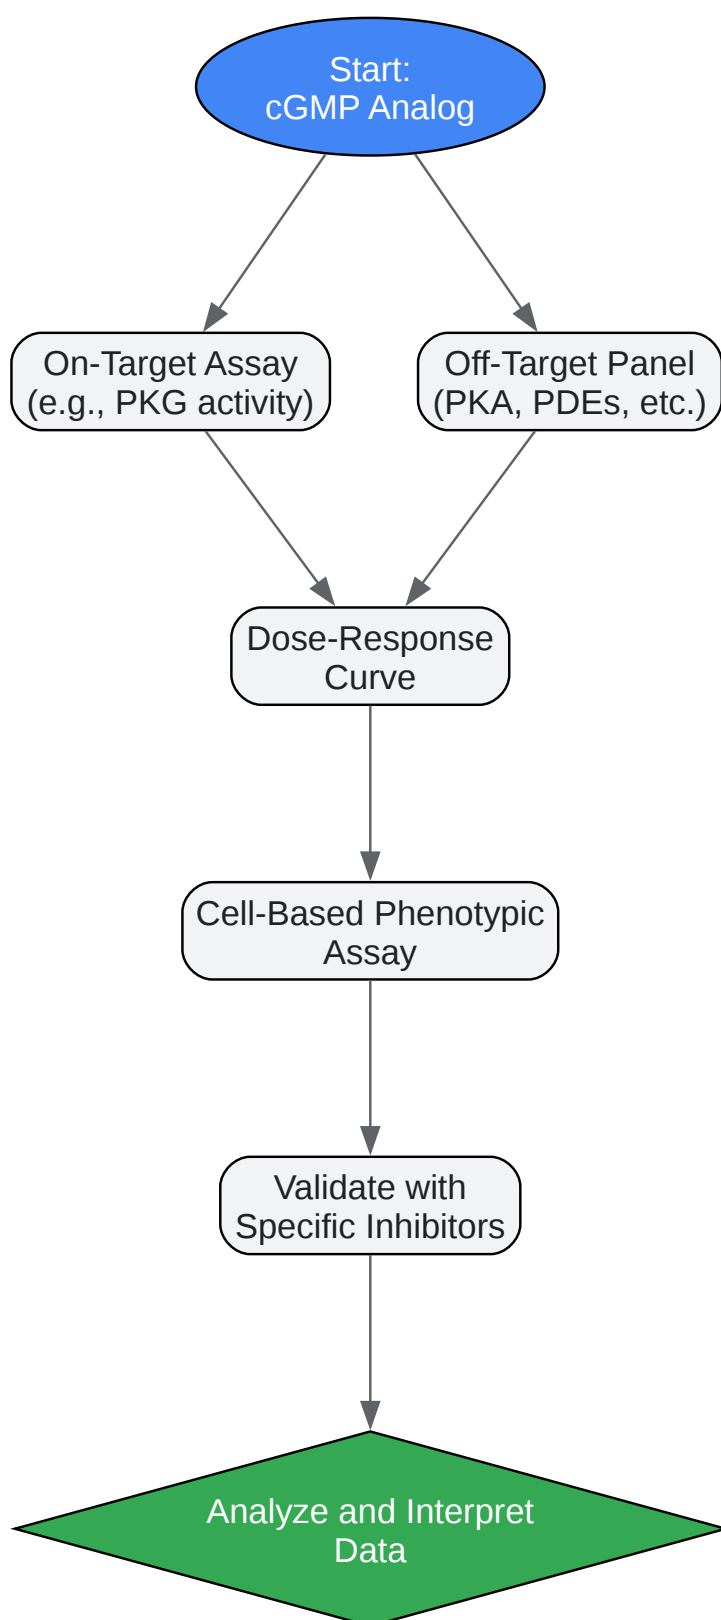 Start:
cGMP Analog
On-Target Assay
(e.g., PKG activity)
Off-Target Panel
(PKA, PDEs, etc.)
Dose-Response
Curve
Cell-Based Phenotypic
Assay
Validate with
Specific Inhibitors
Analyze and Interpret
Data